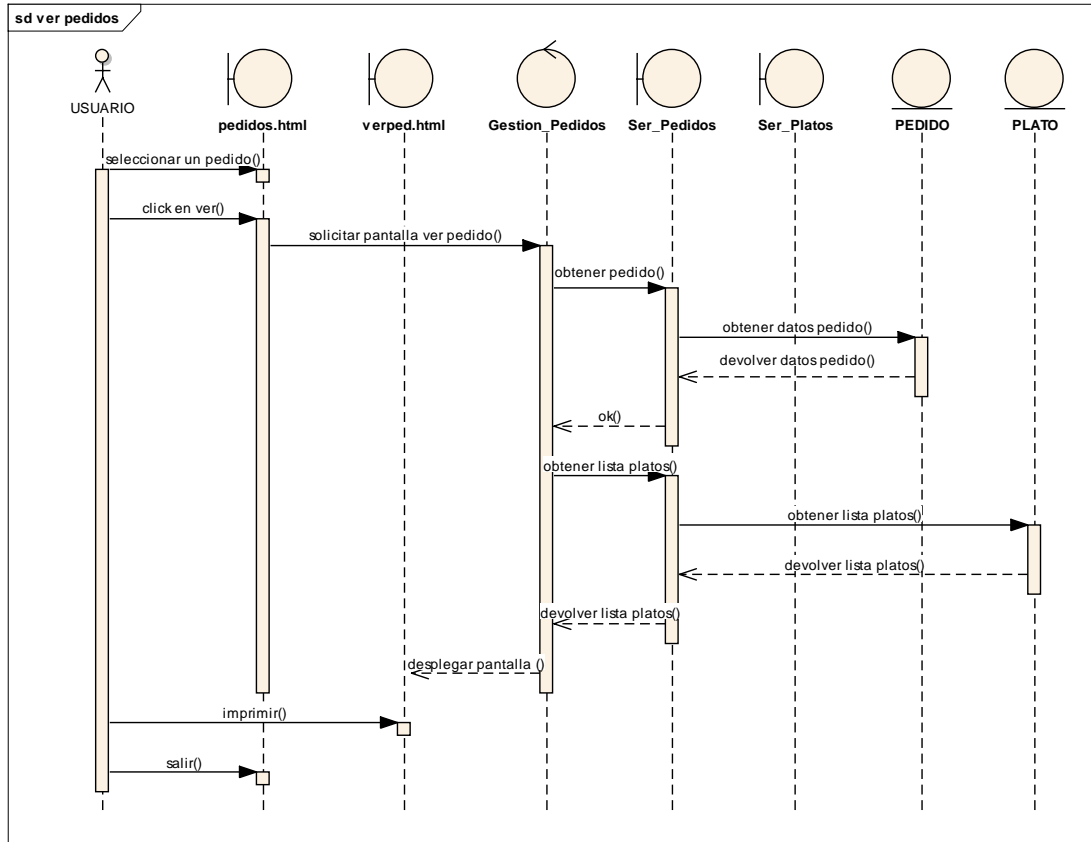 sd ver pedidos
USUARIO
pedidos.html
verped.html
Gestion_Pedidos
Ser_Pedidos
Ser_Platos
PEDIDO
PLATO
seleccionar un pedido()
click en ver()
solicitar pantalla ver pedido()
obtener pedido()
obtener datos pedido()
devolver datos pedido()
ok()
obtener lista platos()
obtener lista platos()
devolver lista platos()
devolver lista platos()
desplegar pantalla ()
imprimir()
salir()